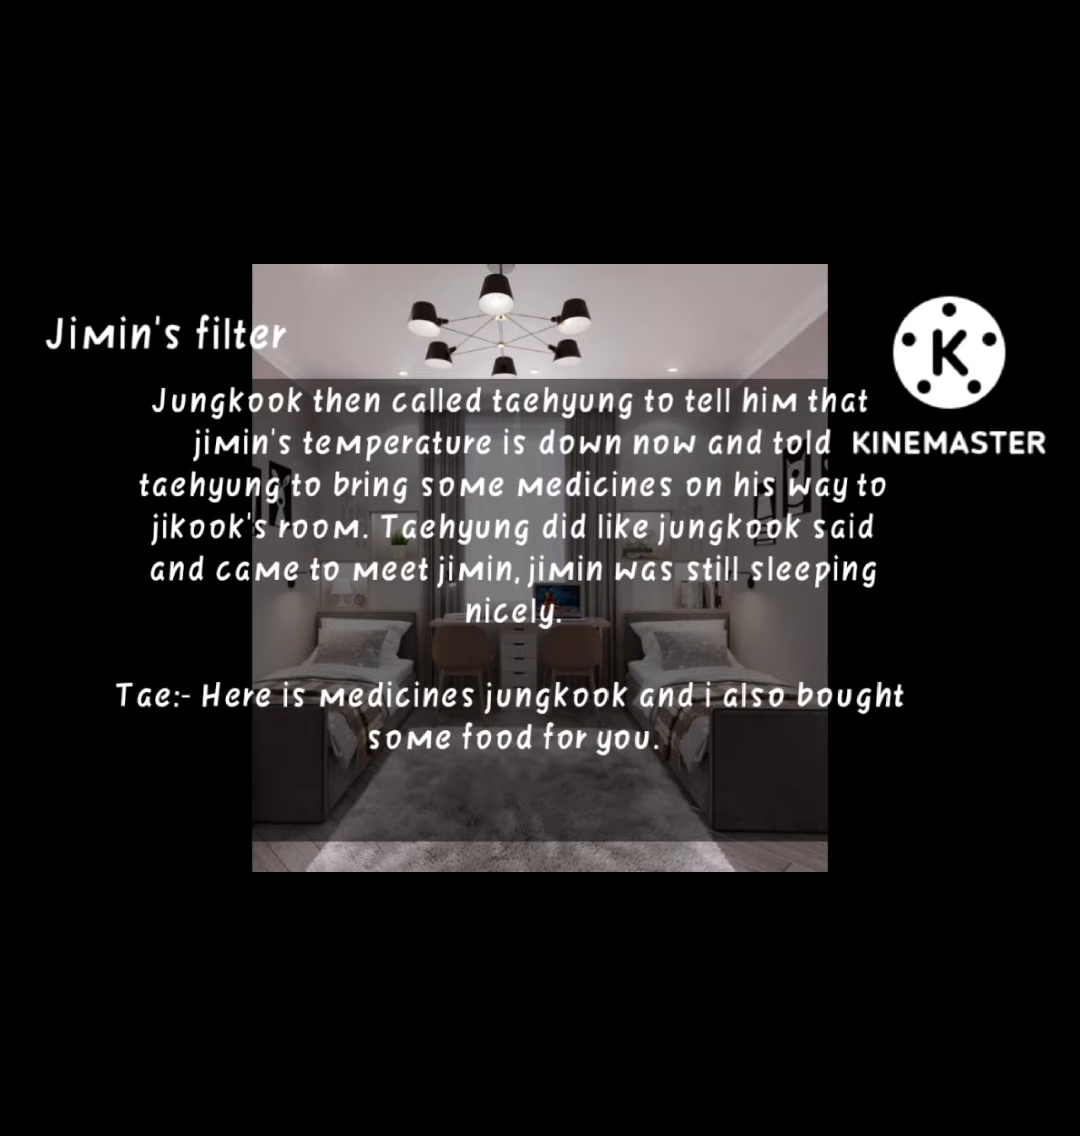 Jimin's filter
K
KINEMASTER
Jungkook then called taehyung to tell him that
jimin's temperature is down now and told
taehyung to bring some medicines on his way to
jikook's room. Taehyung did like jungkook said
and came to meet jimin, jimin was still sleeping
nicely.
Tae:- Here is medicines jungkook and i also bought
some food for you.